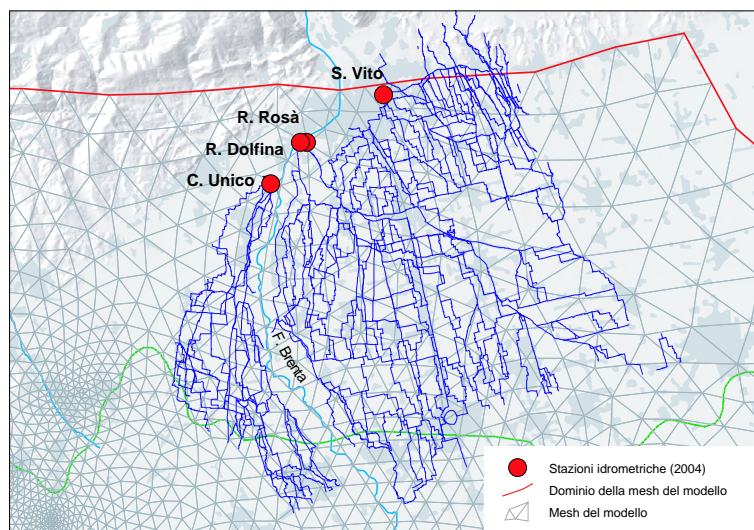 S. Vito
R. Rosà
R. Dolfina
C. Unico
F. Brenta
Stazioni idrometriche (2004)
Dominio della mesh del modello
Mesh del modello